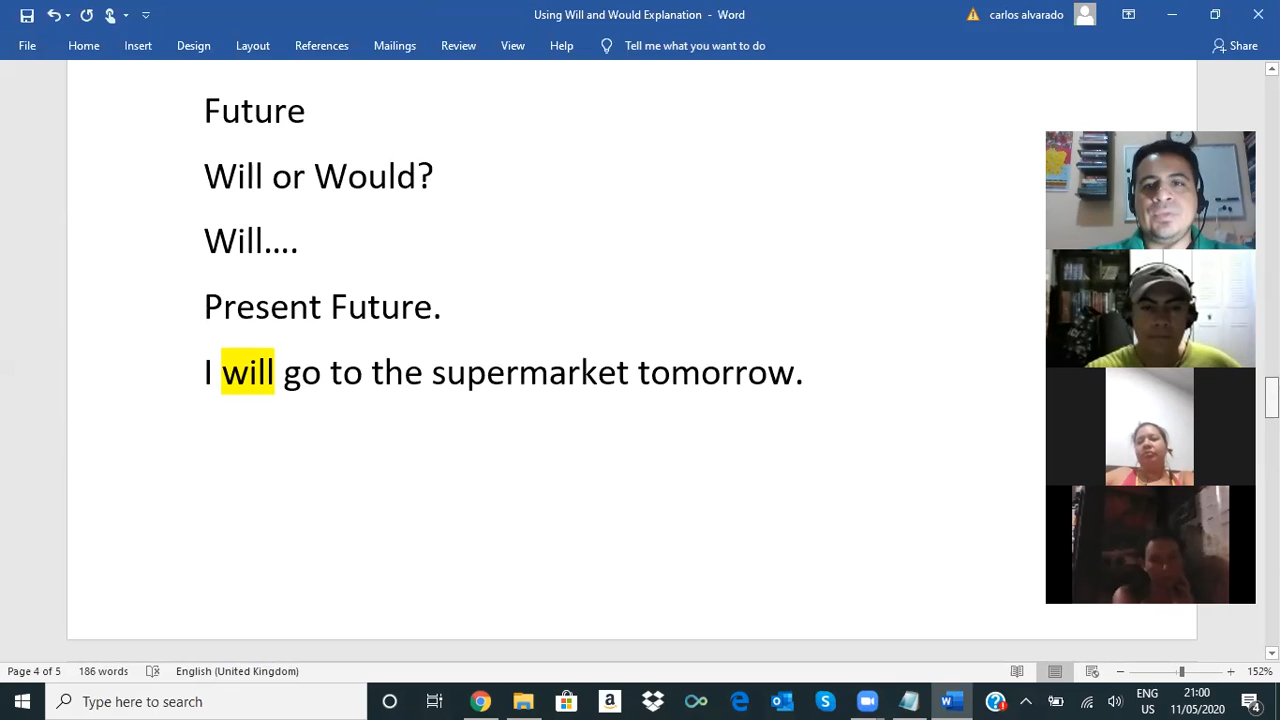 Using Will and Would Explanation - Word
carlos alvarado
File Home Insert Design Layout References Mailings Review View Help Tell me what you want to do Share
Future
Will or Would?
Will....
Present Future.
I will go to the supermarket tomorrow.
Page 4 of 5 186 words English (United Kingdom) 152%
Type here to search
ENG 21:00
US 11/05/2020 4